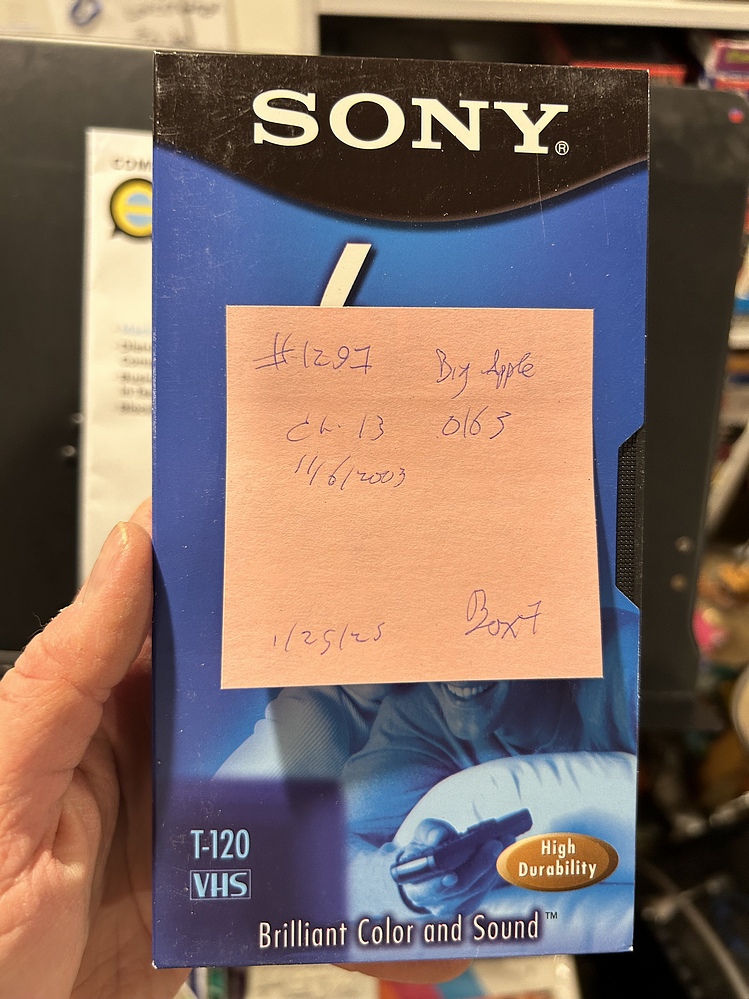 SONY®
#1297 Big Apple
Ch. 13 0163
11/6/2003
1/25/25 Box 7
T-120
VHS
High
Durability
Brilliant Color and Sound™
COM